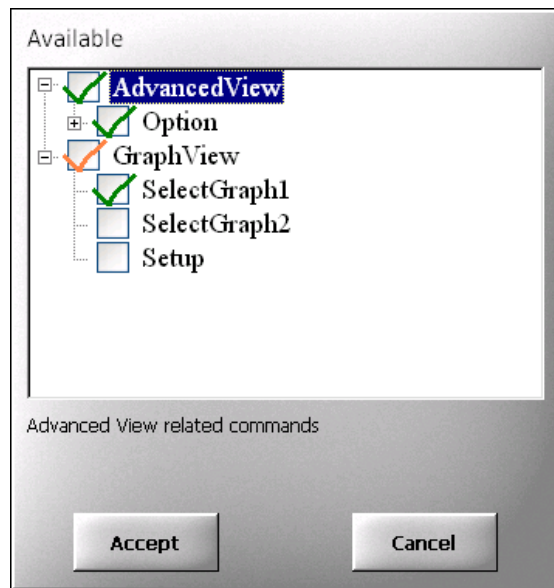 Available
AdvancedView
Option
GraphView
SelectGraph1
SelectGraph2
Setup
Advanced View related commands
Accept
Cancel